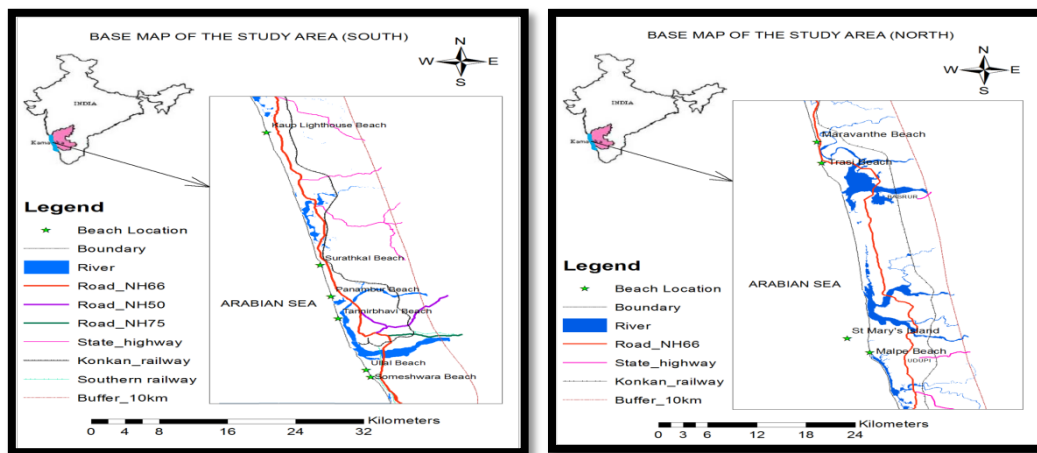 BASE MAP OF THE STUDY AREA (SOUTH)
N
W E
S
INDIA
Kaup Lighthouse Beach
Legend
Beach Location
Boundary
River
Road_NH66
Road_NH50
Road_NH75
State_highway
Konkan_railway
Southern railway
Buffer_10km
Surathkal Beach
Panambur Beach
ARABIAN SEA
Tannirbhavi Beach
Ullal Beach
Someshwara Beach
Kilometers
0 2 4 8 16 24 32
BASE MAP OF THE STUDY AREA (NORTH)
N
W E
S
INDIA
Maravanthe Beach
Trasi Beach
Legend
Beach Location
Boundary
River
Road_NH66
State_highway
Konkan_railway
Buffer_10km
ARABIAN SEA
St Mary's Island
Malpe Beach
UDUPI
Kilometers
0 3 6 12 18 24